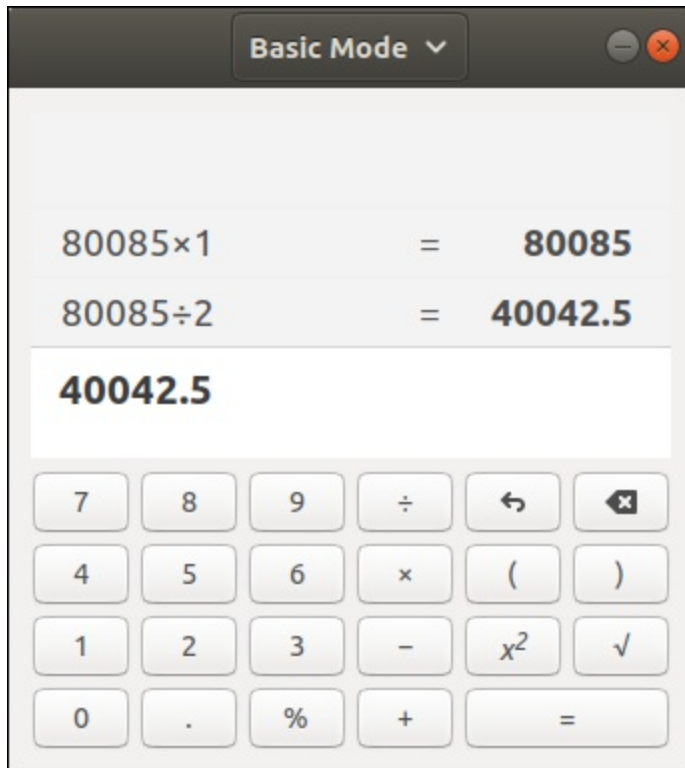 Basic Mode
80085×1 = 80085
80085÷2 = 40042.5
40042.5
7 8 9 ÷
4 5 6 × ( )
1 2 3 − x² √
0 . % + =